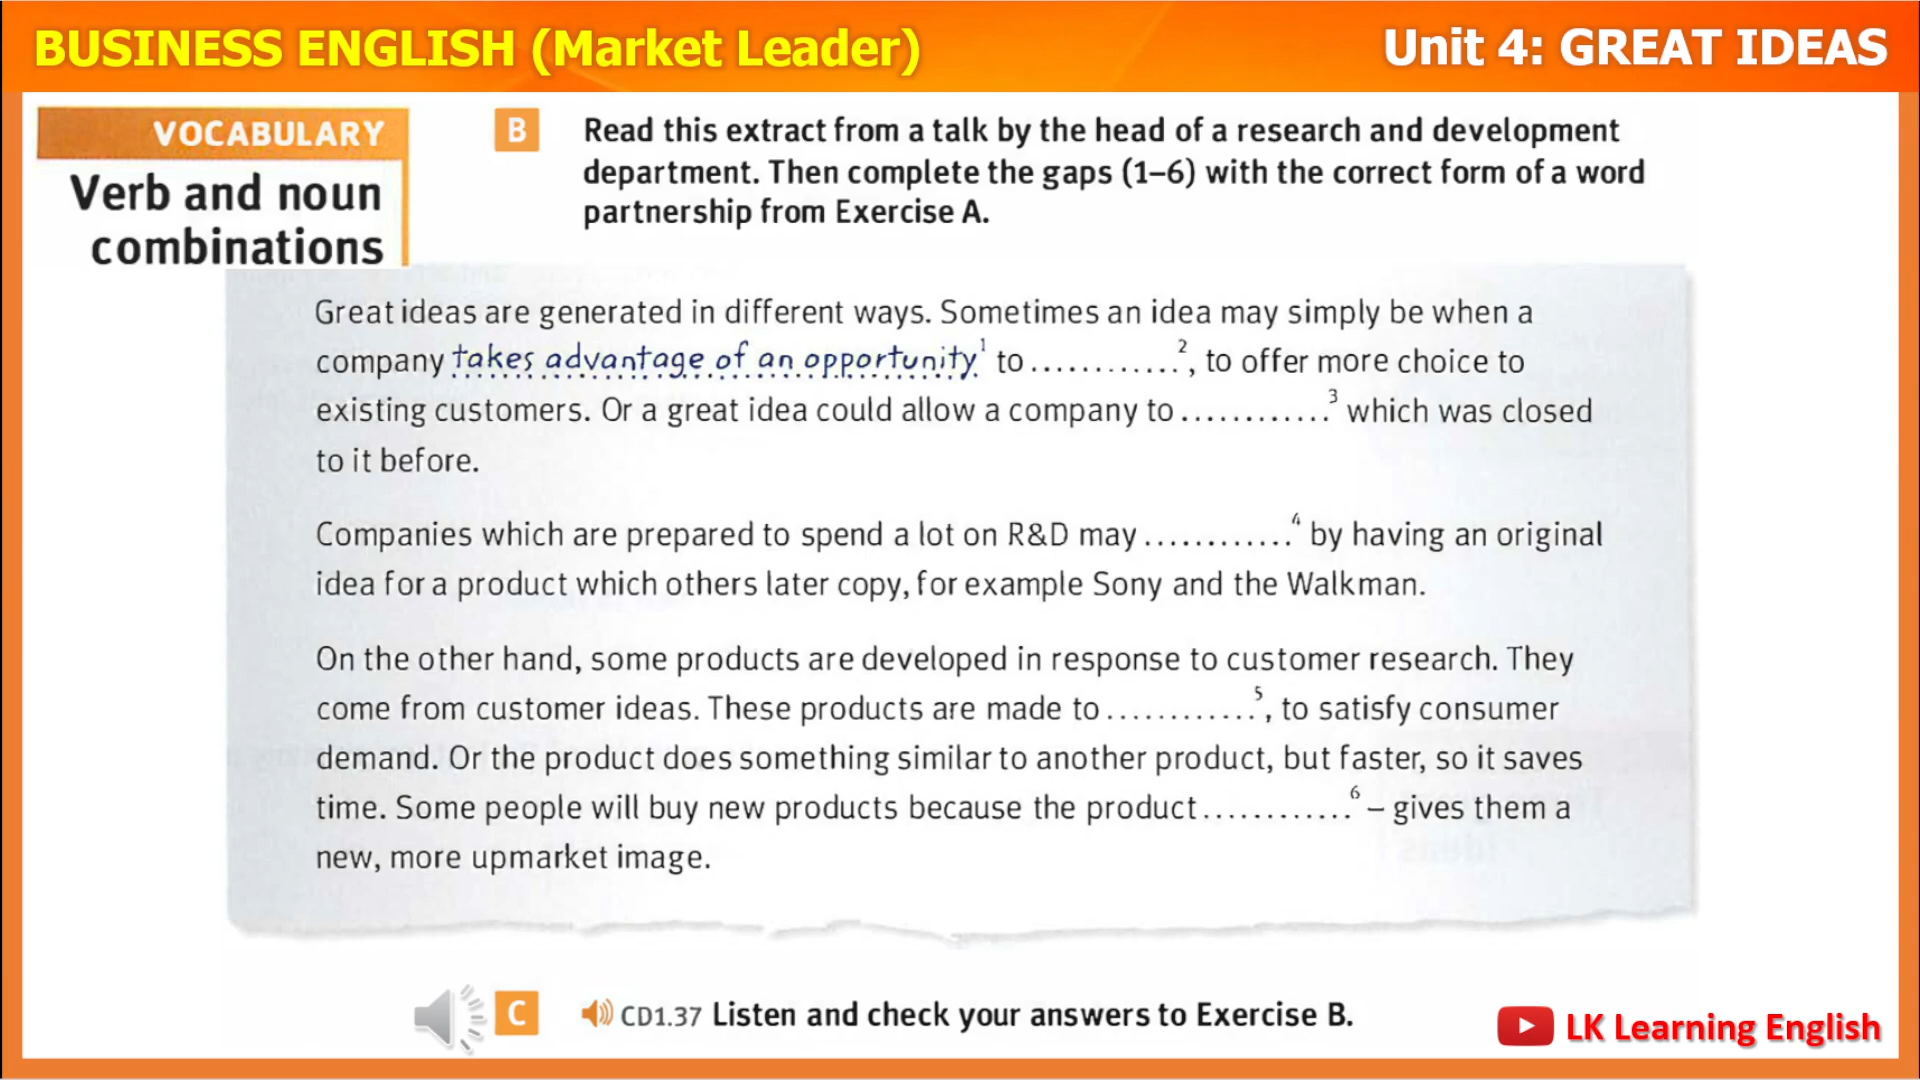 BUSINESS ENGLISH (Market Leader)
Unit 4: GREAT IDEAS
VOCABULARY
Verb and noun
combinations
B
Read this extract from a talk by the head of a research and development
department. Then complete the gaps (1–6) with the correct form of a word
partnership from Exercise A.
Great ideas are generated in different ways. Sometimes an idea may simply be when a
company takes advantage of an opportunity¹ to ............², to offer more choice to
existing customers. Or a great idea could allow a company to ............³ which was closed
to it before.
Companies which are prepared to spend a lot on R&D may ............⁴ by having an original
idea for a product which others later copy, for example Sony and the Walkman.
On the other hand, some products are developed in response to customer research. They
come from customer ideas. These products are made to ............⁵, to satisfy consumer
demand. Or the product does something similar to another product, but faster, so it saves
time. Some people will buy new products because the product ............⁶ – gives them a
new, more upmarket image.
C
CD1.37 Listen and check your answers to Exercise B.
LK Learning English